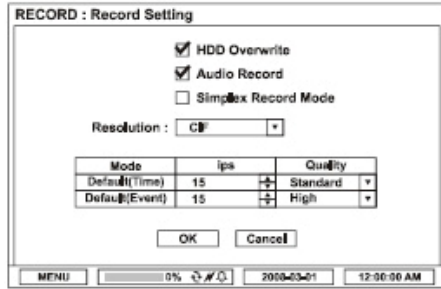 RECORD : Record Setting
HDD Overwrite
Audio Record
Simplex Record Mode
Resolution : CIF
Mode ips Quality
Default(Time) 15 Standard
Default(Event) 15 High
OK Cancel
MENU 0% 2008-03-01 12:00:00 AM